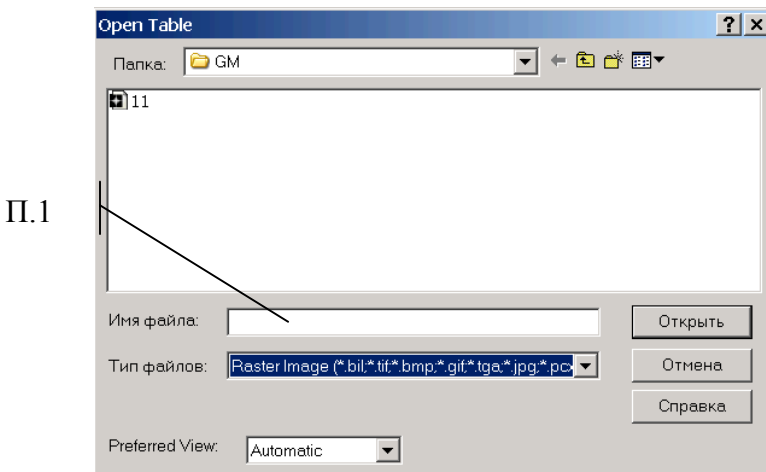 Open Table
Папка: GM
11
П.1
Имя файла: Открыть
Тип файлов: Raster Image (*.bil;*.tif;*.bmp;*.gif;*.tga;*.jpg;*.pcx Отмена
Справка
Preferred View: Automatic